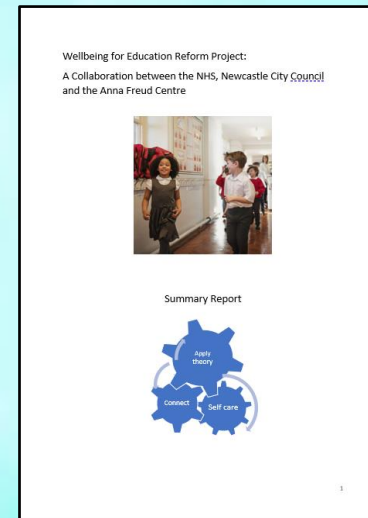 Wellbeing for Education Reform Project:
A Collaboration between the NHS, Newcastle City Council
and the Anna Freud Centre
Summary Report
Apply
theory
Connect
Self care
1